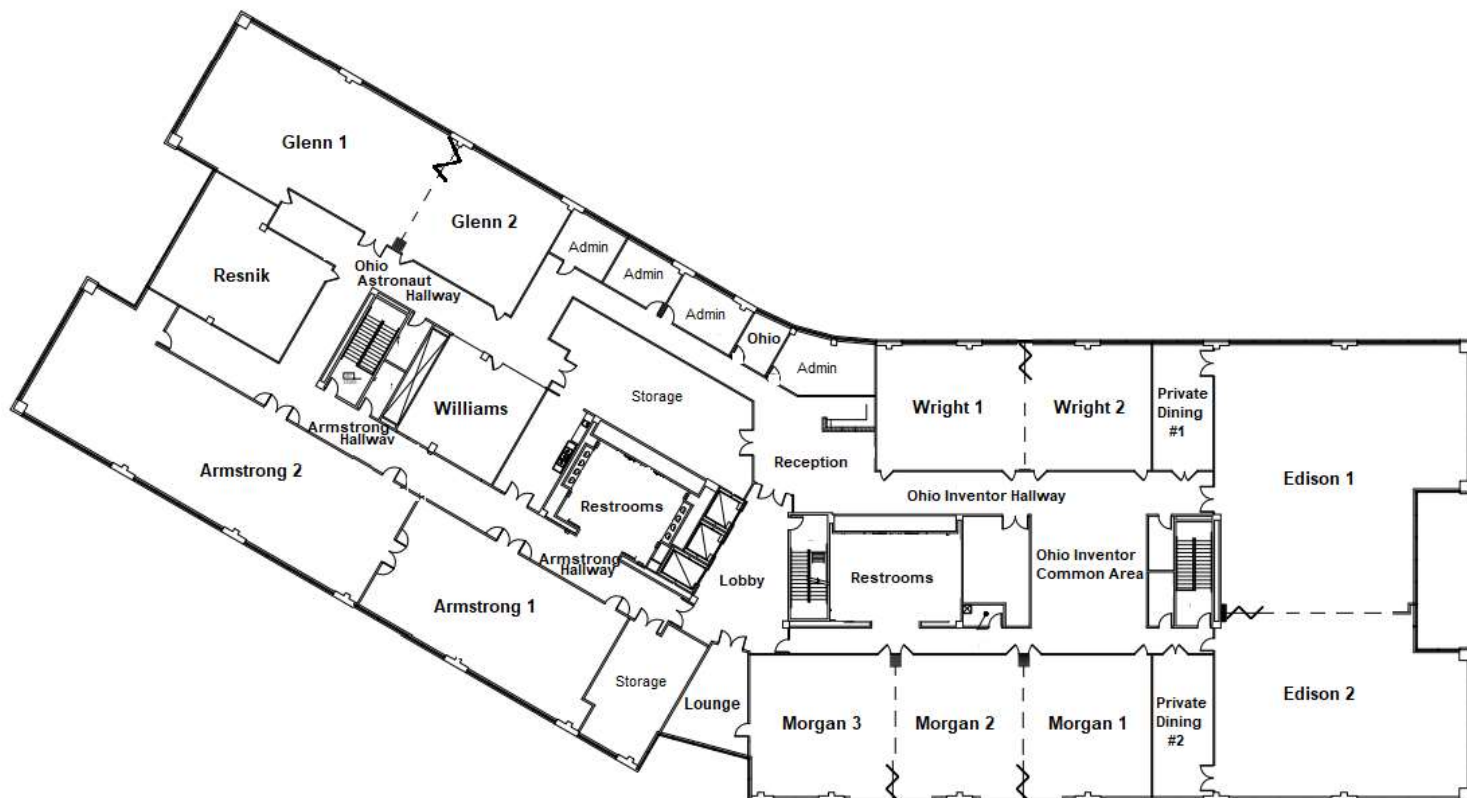 Glenn 1
Glenn 2
Admin
Admin
Admin
Ohio
Admin
Resnik
Ohio
Astronaut
Hallway
Williams
Storage
Armstrong
Hallway
Armstrong 2
Restrooms
Armstrong
Hallway
Armstrong 1
Storage
Lounge
Lobby
Reception
Wright 1
Wright 2
Private
Dining
#1
Ohio Inventor Hallway
Edison 1
Restrooms
Ohio Inventor
Common Area
Morgan 3
Morgan 2
Morgan 1
Private
Dining
#2
Edison 2